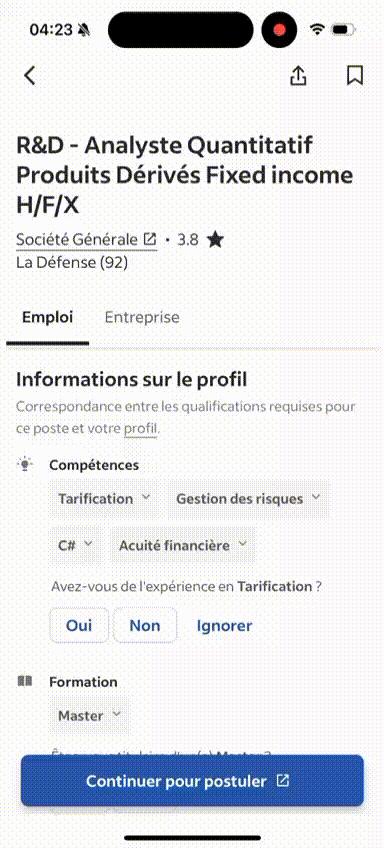 04:23
R&D - Analyste Quantitatif
Produits Dérivés Fixed income
H/F/X
Société Générale • 3.8
La Défense (92)
Emploi Entreprise
Informations sur le profil
Correspondance entre les qualifications requises pour
ce poste et votre profil.
Compétences
Tarification Gestion des risques
C# Acuité financière
Avez-vous de l'expérience en Tarification ?
Oui Non Ignorer
Formation
Master
Continuer pour postuler